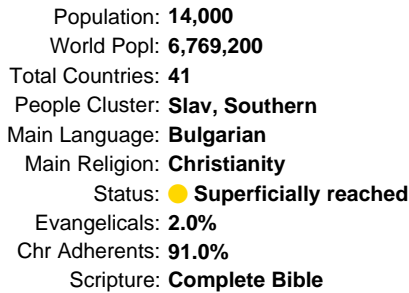 Population: 14,000
World Popl: 6,769,200
Total Countries: 41
People Cluster: Slav, Southern
Main Language: Bulgarian
Main Religion: Christianity
Status: Superficially reached
Evangelicals: 2.0%
Chr Adherents: 91.0%
Scripture: Complete Bible